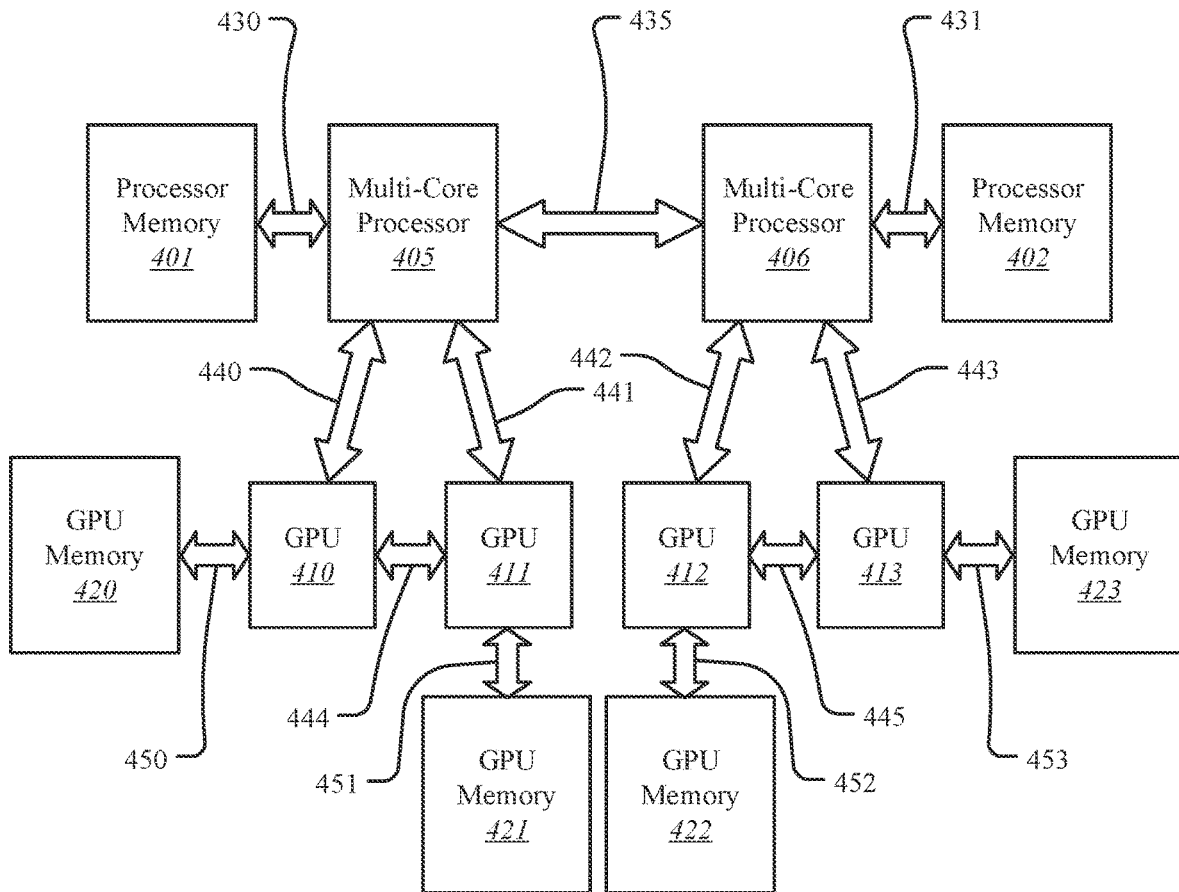 430
435
431
Processor
Memory
401
Multi-Core
Processor
405
Multi-Core
Processor
406
Processor
Memory
402
440
441
442
443
GPU
Memory
420
GPU
410
GPU
411
GPU
412
GPU
413
GPU
Memory
423
450
444
451
GPU
Memory
421
GPU
Memory
422
452
445
453